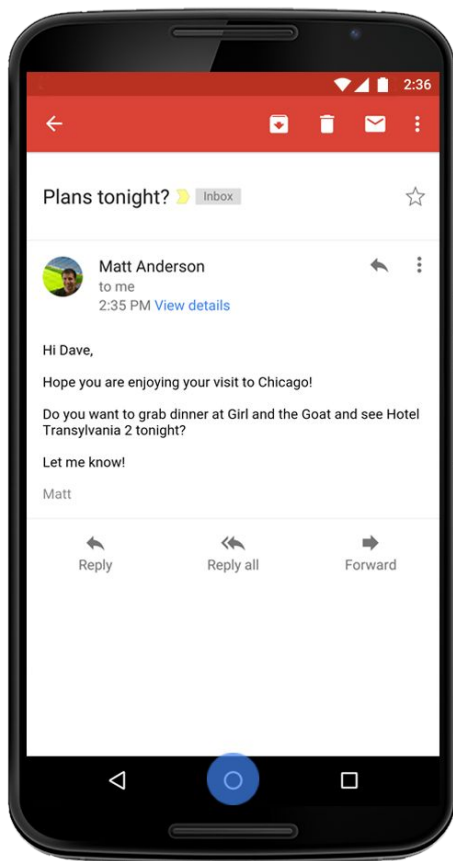 2:36
Plans tonight? Inbox
Matt Anderson
to me
2:35 PM View details
Hi Dave,
Hope you are enjoying your visit to Chicago!
Do you want to grab dinner at Girl and the Goat and see Hotel
Transylvania 2 tonight?
Let me know!
Matt
Reply Reply all Forward